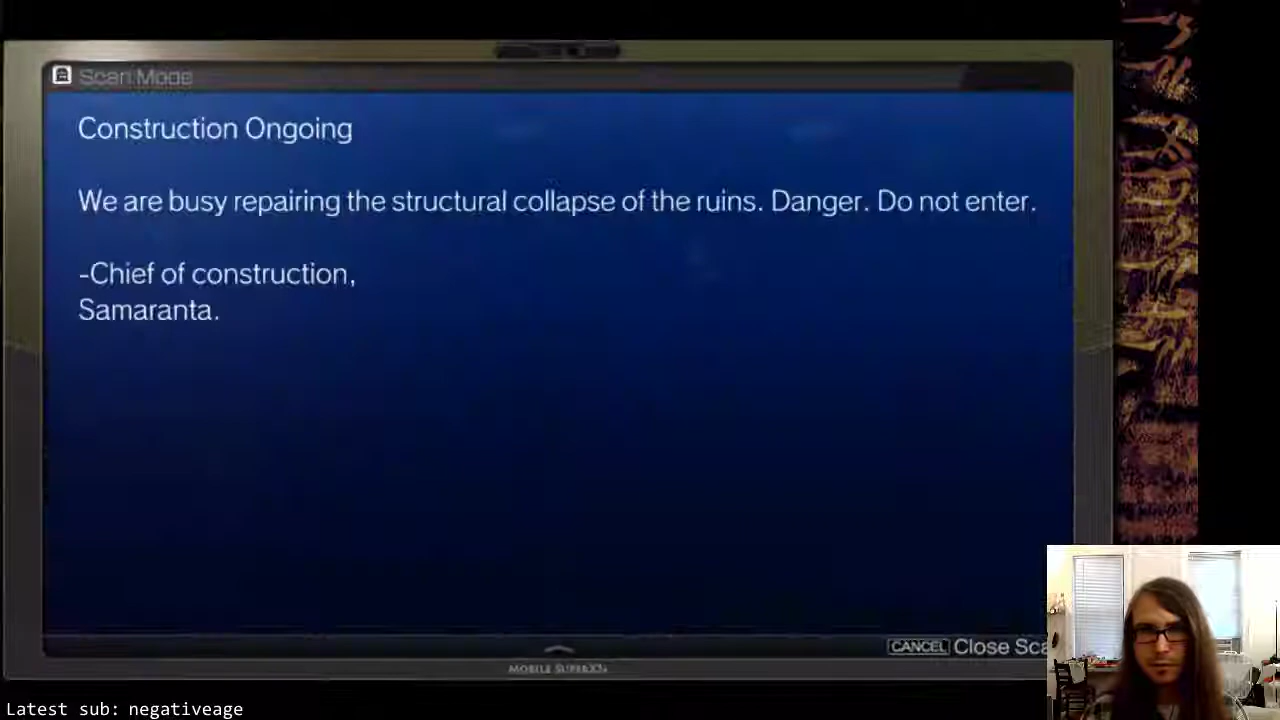 Scan Mode
Construction Ongoing
We are busy repairing the structural collapse of the ruins. Danger. Do not enter.
-Chief of construction,
Samaranta.
CANCEL Close Sca
MOBILE SUPERX
Latest sub: negativeage